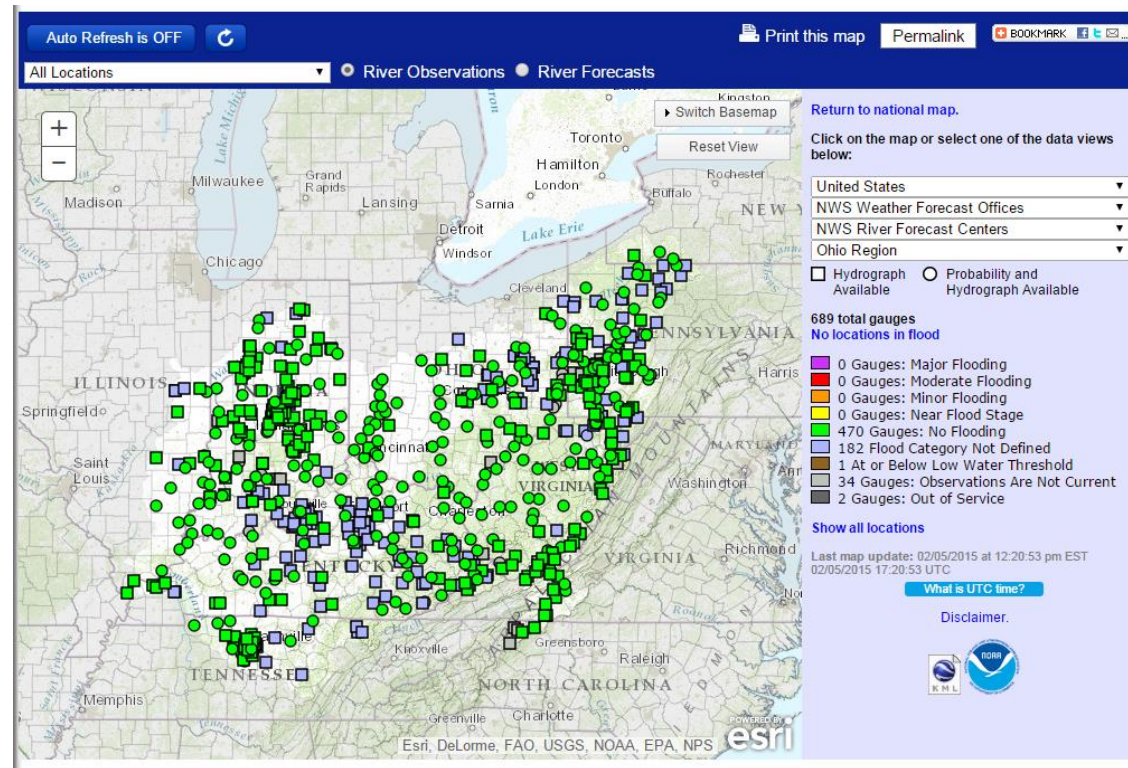 Auto Refresh is OFF
Print this map
Permalink
BOOKMARK
All Locations
River Observations
River Forecasts
Kingston
Switch Basemap
Reset View
+
−
Lake Michig
Toronto
Hamilton
London
Rochester
Buffalo
NEW
Milwaukee
Grand
Rapids
Madison
Lansing
Sarnia
Detroit
Windsor
Lake Erie
Rock
Chicago
Cleveland
ILLINOIS
Harris
Springfield
MOUNTAINS
MARYLAND
Saint
Louis
VIRGINIA
Washington
VIRGINIA
Richmond
Roanoke
Knoxville
Greensboro
Raleigh
TENNESSE
NORTH CAROLINA
Memphis
Greenville
Charlotte
Tennessee
Esri, DeLorme, FAO, USGS, NOAA, EPA, NPS
POWERED BY
esri
Return to national map.
Click on the map or select one of the data views
below:
United States
NWS Weather Forecast Offices
NWS River Forecast Centers
Ohio Region
Hydrograph
Available
Probability and
Hydrograph Available
689 total gauges
No locations in flood
0 Gauges: Major Flooding
0 Gauges: Moderate Flooding
0 Gauges: Minor Flooding
0 Gauges: Near Flood Stage
470 Gauges: No Flooding
182 Flood Category Not Defined
1 At or Below Low Water Threshold
34 Gauges: Observations Are Not Current
2 Gauges: Out of Service
Show all locations
Last map update: 02/05/2015 at 12:20:53 pm EST
02/05/2015 17:20:53 UTC
What is UTC time?
Disclaimer.
KML
NOAA